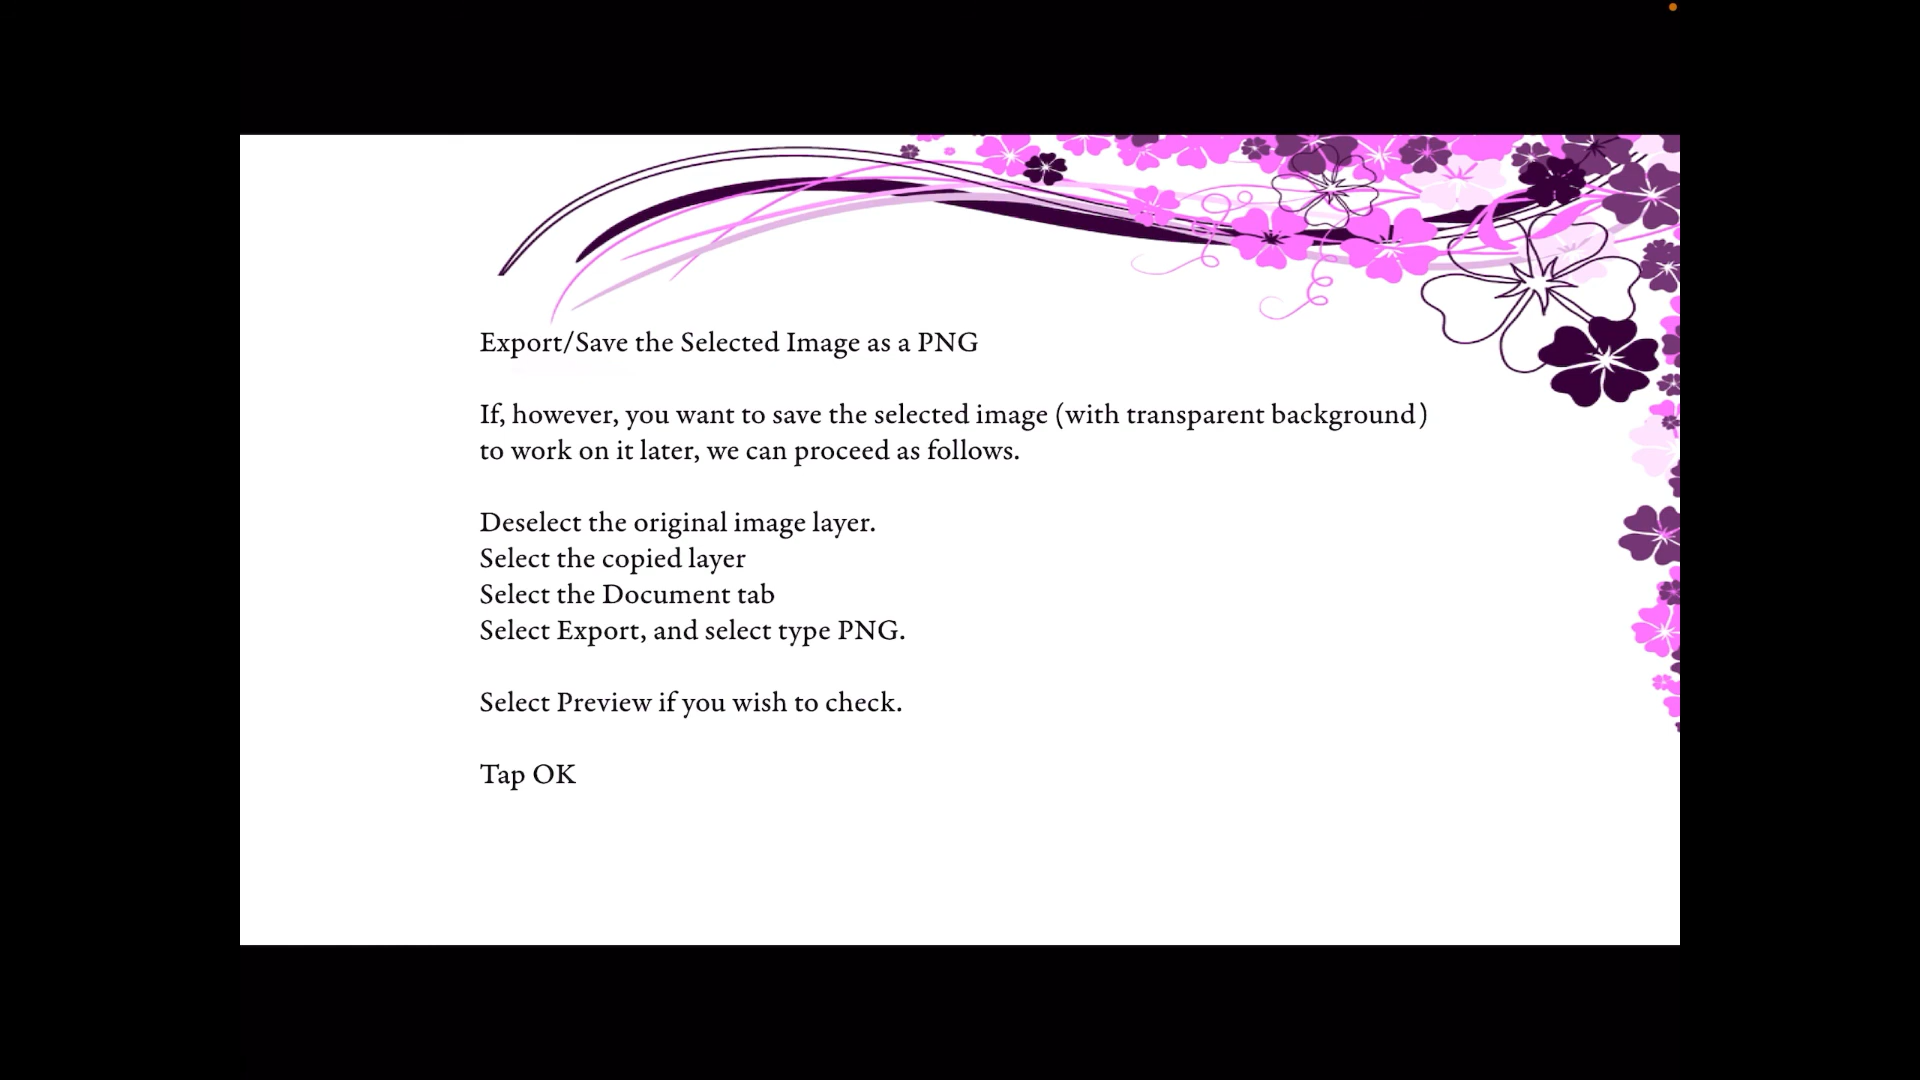 Export/Save the Selected Image as a PNG
If, however, you want to save the selected image (with transparent background)
to work on it later, we can proceed as follows.
Deselect the original image layer.
Select the copied layer
Select the Document tab
Select Export, and select type PNG.
Select Preview if you wish to check.
Tap OK